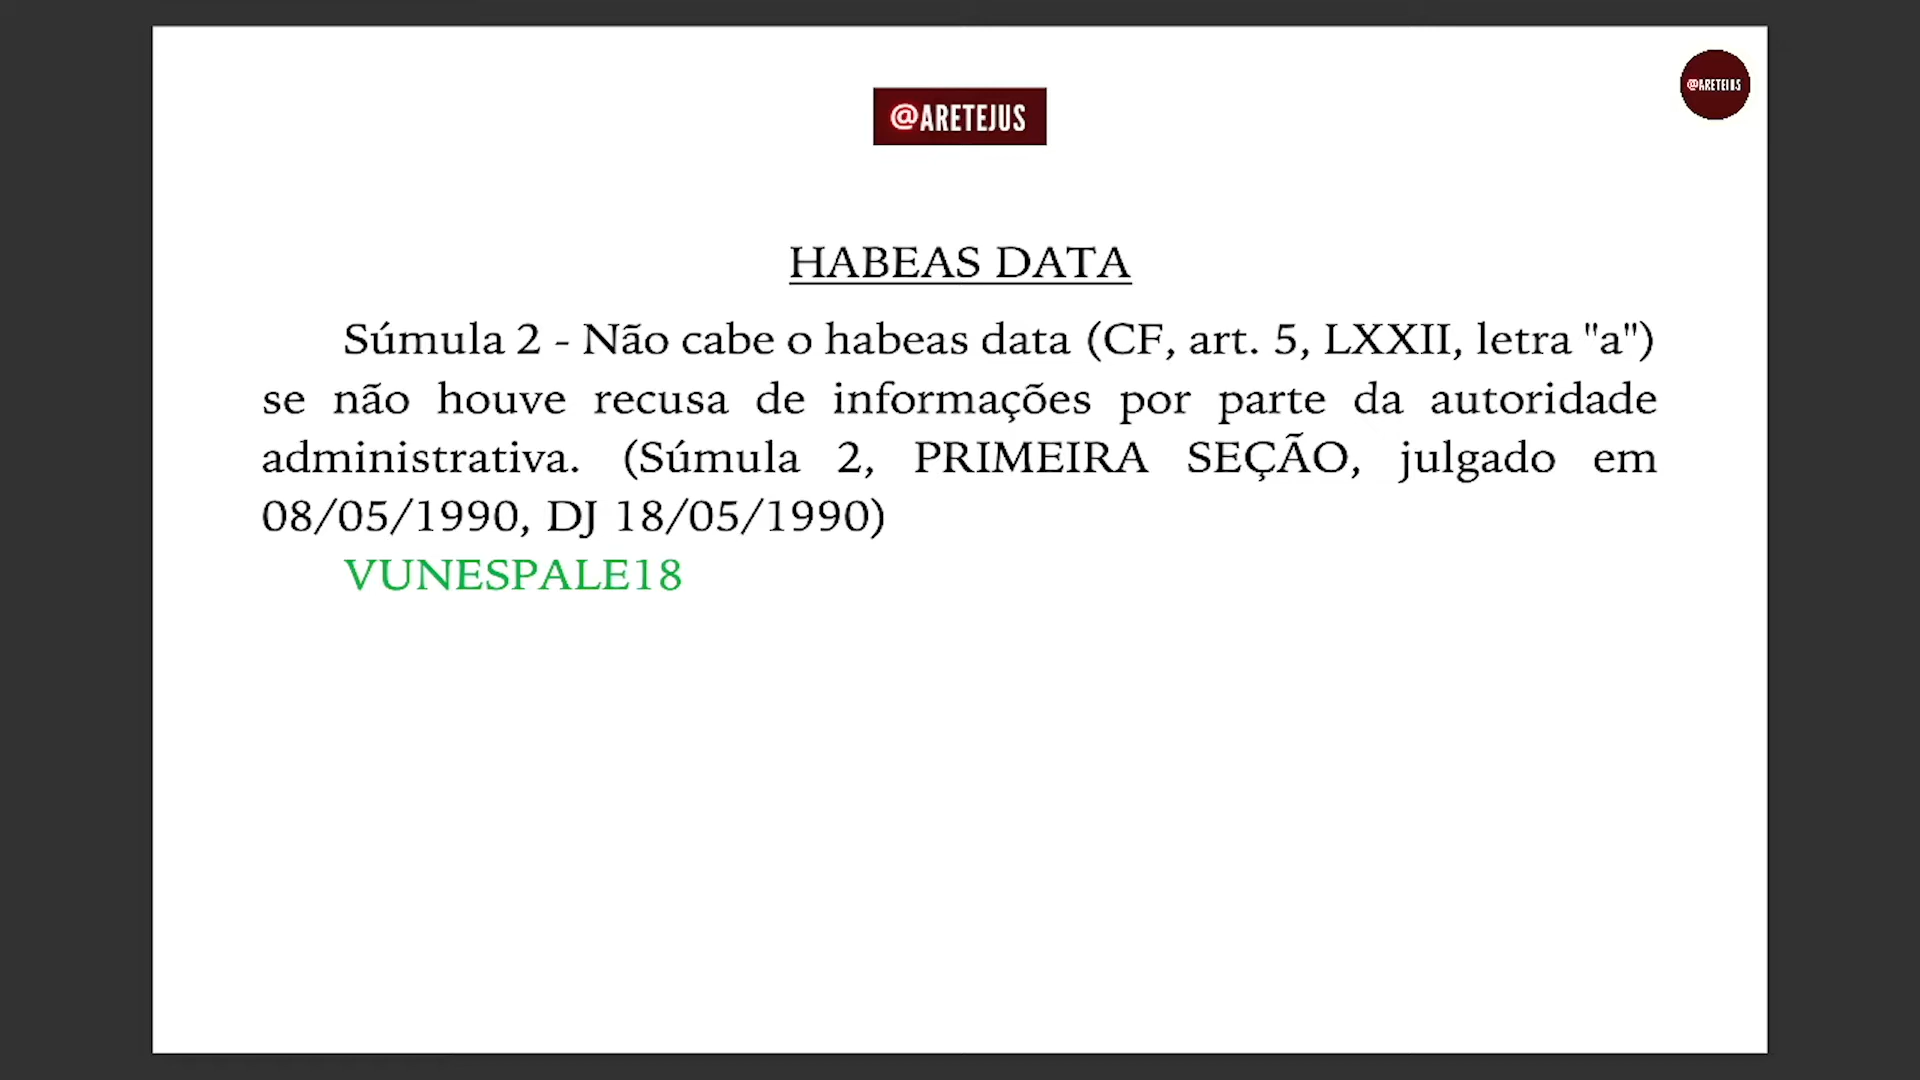 @ARETEJUS
@ARETEJUS
HABEAS DATA
Súmula 2 - Não cabe o habeas data (CF, art. 5, LXXII, letra "a")
se não houve recusa de informações por parte da autoridade
administrativa. (Súmula 2, PRIMEIRA SEÇÃO, julgado em
08/05/1990, DJ 18/05/1990)
VUNESPALE18